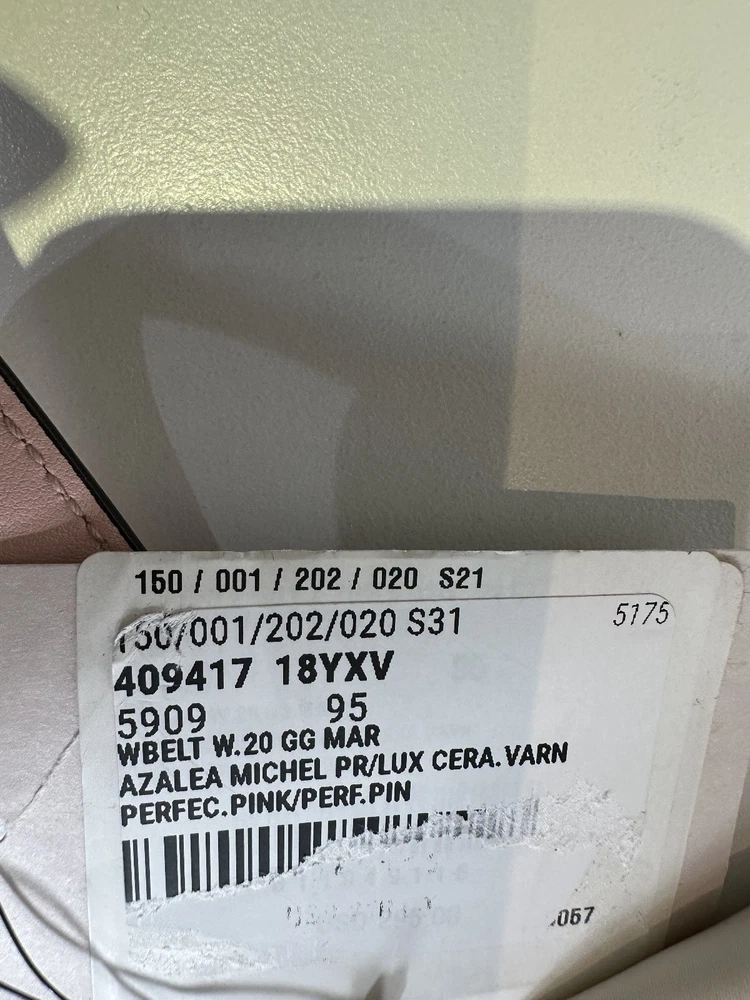 150 / 001 / 202 / 020 S21
150/001/202/020 S31 5175
409417 18YXV
5909 95
WBELT W.20 GG MAR
AZALEA MICHEL PR/LUX CERA.VARN
PERFEC.PINK/PERF.PIN
.057